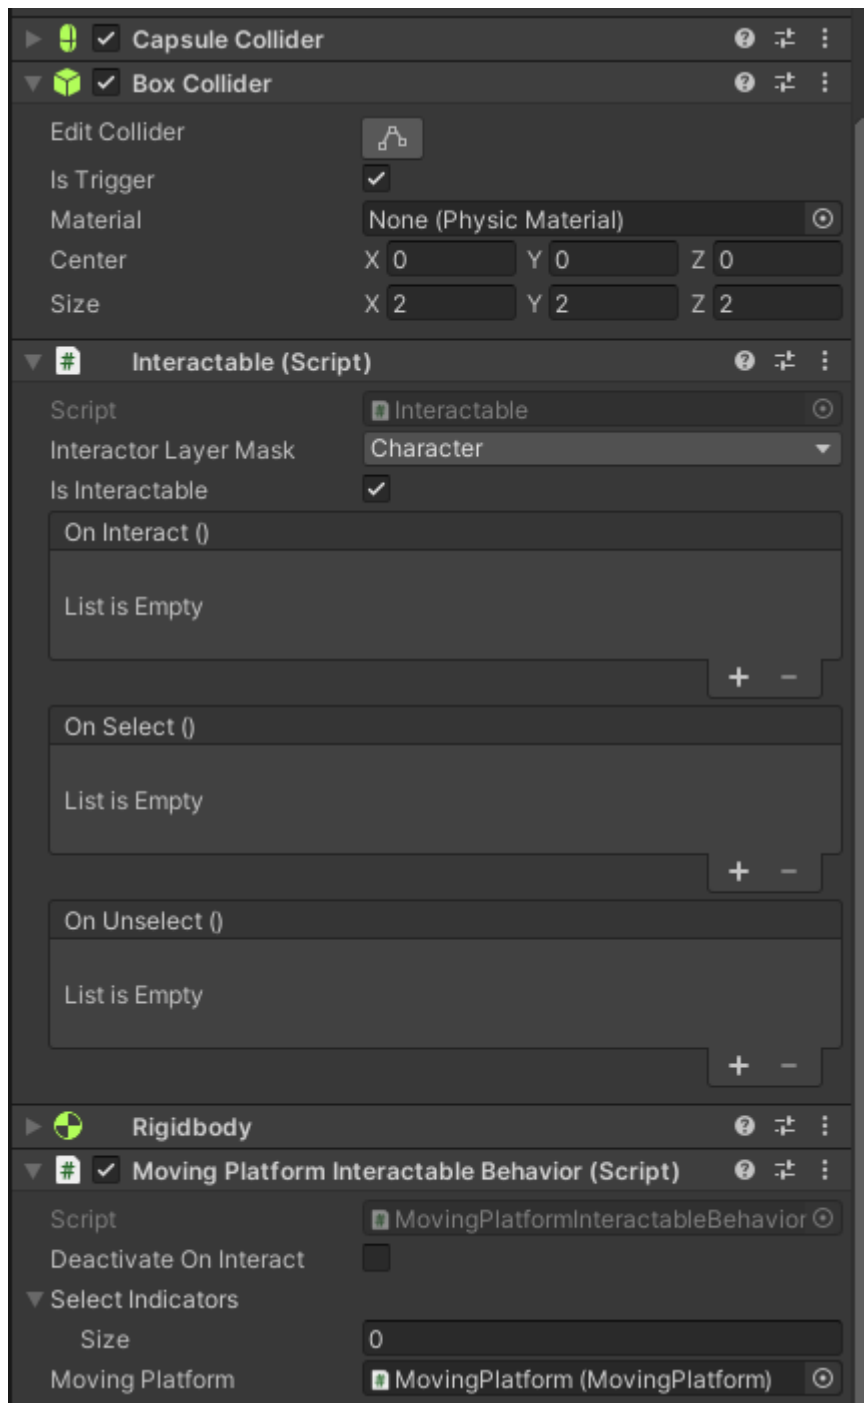 Capsule Collider
Box Collider
Edit Collider
Is Trigger
Material None (Physic Material)
Center X 0 Y 0 Z 0
Size X 2 Y 2 Z 2
# Interactable (Script)
Script # Interactable
Interactor Layer Mask Character
Is Interactable
On Interact ()
List is Empty
+ −
On Select ()
List is Empty
+ −
On Unselect ()
List is Empty
+ −
Rigidbody
# Moving Platform Interactable Behavior (Script)
Script # MovingPlatformInteractableBehavior
Deactivate On Interact
Select Indicators
Size 0
Moving Platform # MovingPlatform (MovingPlatform)